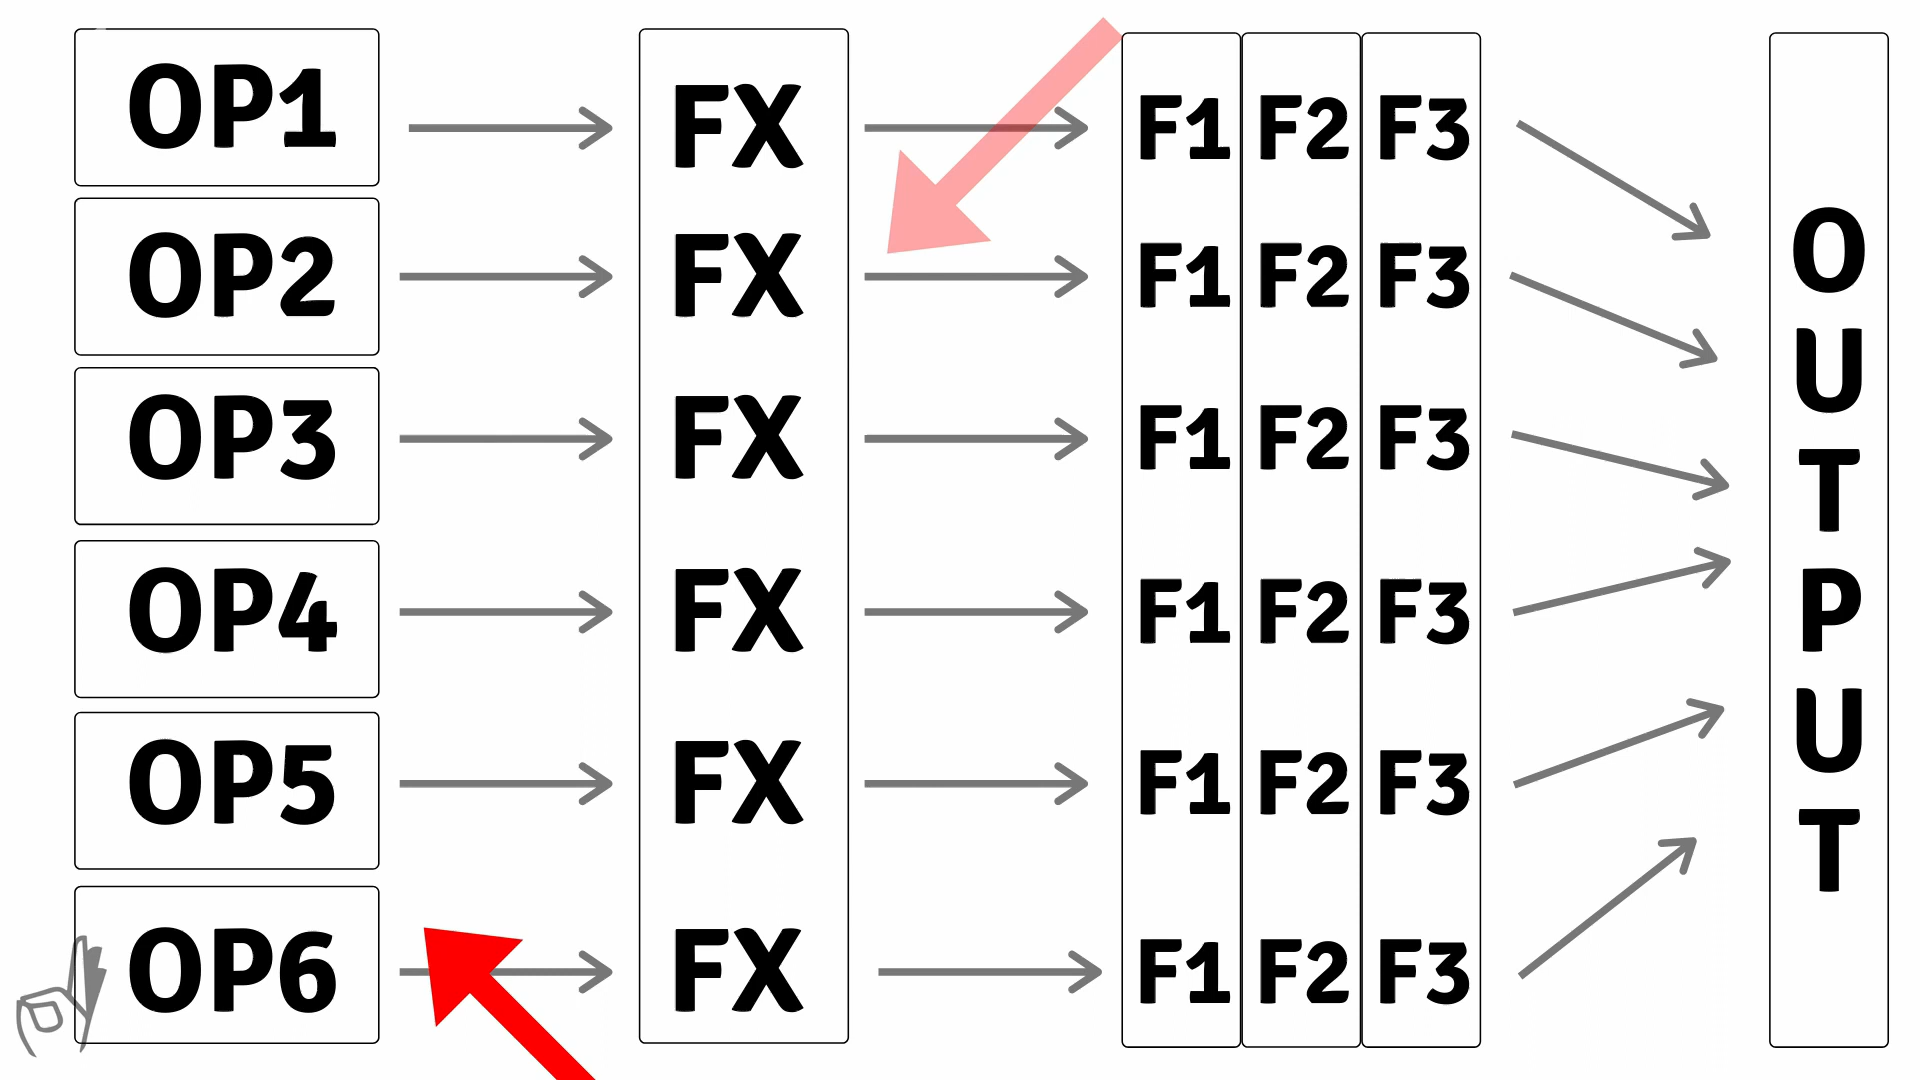 OP1 FX F1 F2 F3
OP2 FX F1 F2 F3
OP3 FX F1 F2 F3
OP4 FX F1 F2 F3
OP5 FX F1 F2 F3
OP6 FX F1 F2 F3
OUTPUT